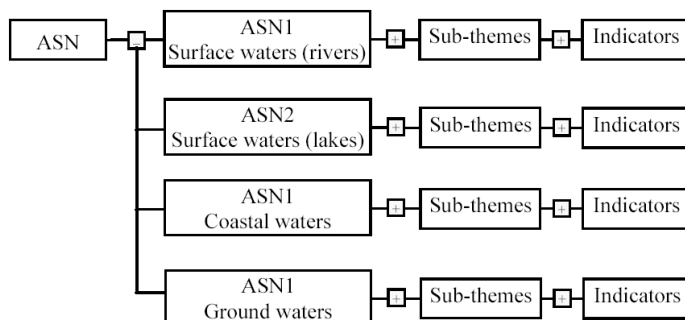 ASN
ASN1
Surface waters (rivers)
Sub-themes
Indicators
ASN2
Surface waters (lakes)
Sub-themes
Indicators
ASN1
Coastal waters
Sub-themes
Indicators
ASN1
Ground waters
Sub-themes
Indicators